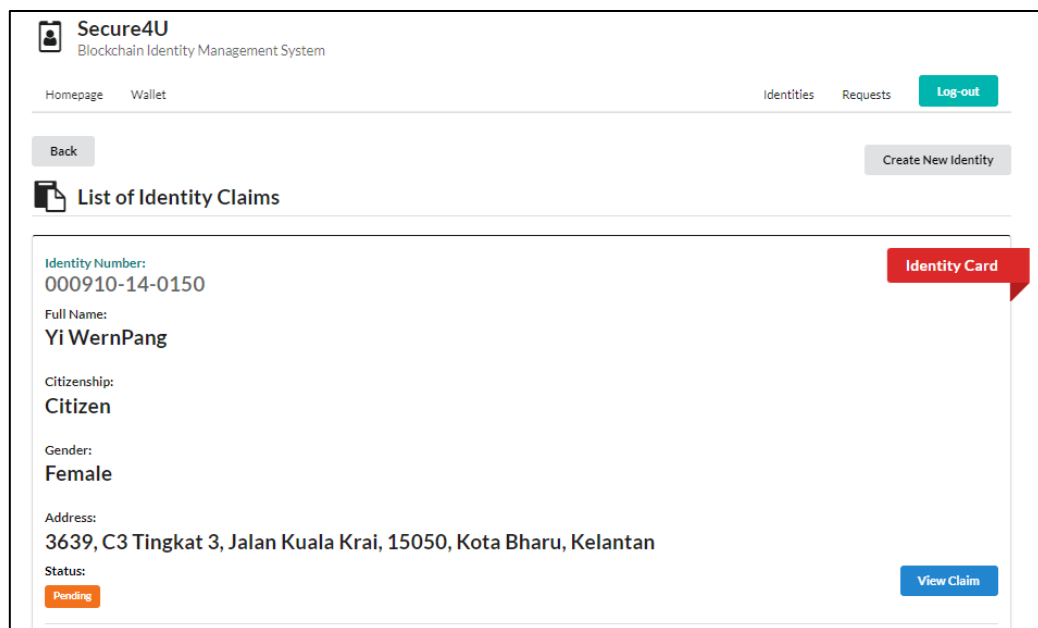 Secure4U
Blockchain Identity Management System
Homepage Wallet Identities Requests Log-out
Back
Create New Identity
List of Identity Claims
Identity Number:
Identity Card
000910-14-0150
Full Name:
Yi WernPang
Citizenship:
Citizen
Gender:
Female
Address:
3639, C3 Tingkat 3, Jalan Kuala Krai, 15050, Kota Bharu, Kelantan
Status:
View Claim
Pending